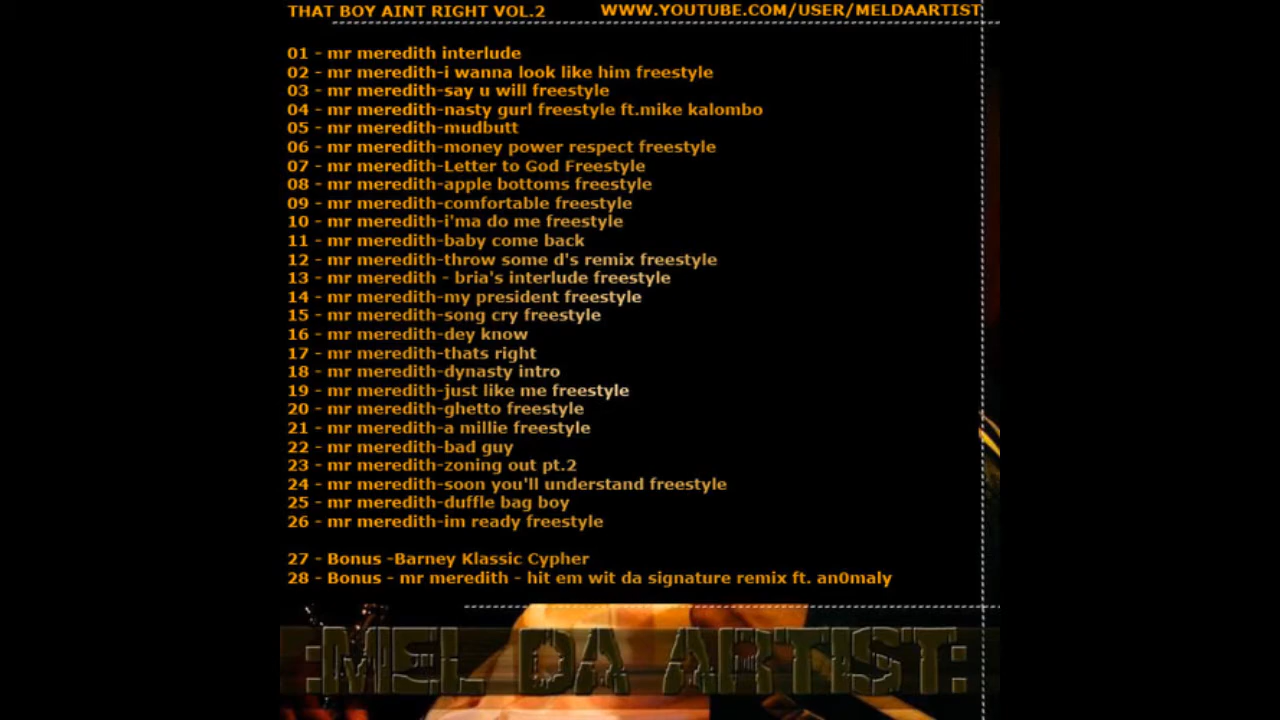 THAT BOY AINT RIGHT VOL.2 WWW.YOUTUBE.COM/USER/MELDAARTIST
01 - mr meredith interlude
02 - mr meredith-i wanna look like him freestyle
03 - mr meredith-say u will freestyle
04 - mr meredith-nasty gurl freestyle ft.mike kalombo
05 - mr meredith-mudbutt
06 - mr meredith-money power respect freestyle
07 - mr meredith-Letter to God Freestyle
08 - mr meredith-apple bottoms freestyle
09 - mr meredith-comfortable freestyle
10 - mr meredith-i'ma do me freestyle
11 - mr meredith-baby come back
12 - mr meredith-throw some d's remix freestyle
13 - mr meredith - bria's interlude freestyle
14 - mr meredith-my president freestyle
15 - mr meredith-song cry freestyle
16 - mr meredith-dey know
17 - mr meredith-thats right
18 - mr meredith-dynasty intro
19 - mr meredith-just like me freestyle
20 - mr meredith-ghetto freestyle
21 - mr meredith-a millie freestyle
22 - mr meredith-bad guy
23 - mr meredith-zoning out pt.2
24 - mr meredith-soon you'll understand freestyle
25 - mr meredith-duffle bag boy
26 - mr meredith-im ready freestyle
27 - Bonus -Barney Klassic Cypher
28 - Bonus - mr meredith - hit em wit da signature remix ft. an0maly
:MEL DA ARTIST: